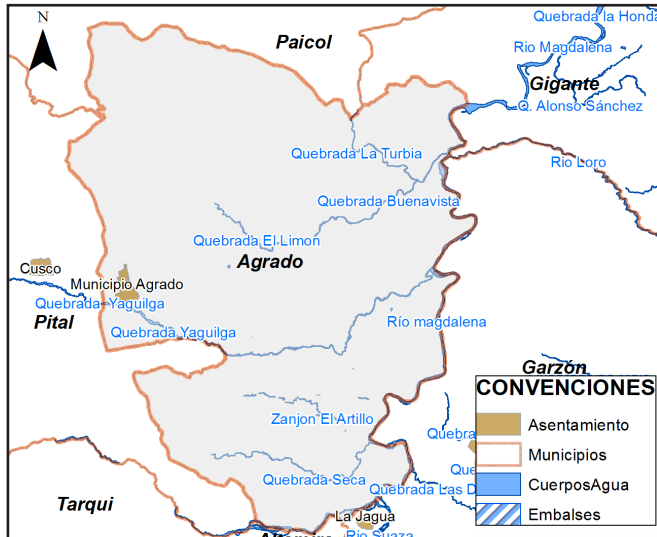 N
Quebrada la Honda
Paicol
Rio Magdalena
Gigante
Q. Alonso Sánchez
Quebrada La Turbia
Rio Loro
Quebrada Buenavista
Quebrada El Limon
Agrado
Cusco
Municipio Agrado
Quebrada Yaguilga
Pital
Río magdalena
Quebrada Yaguilga
Garzón
CONVENCIONES
Asentamiento
Municipios
CuerposAgua
Embalses
Zanjon El Artillo
Quebrada Seca
Quebrada Las D
Tarqui
La Jagua
Rio Suaza